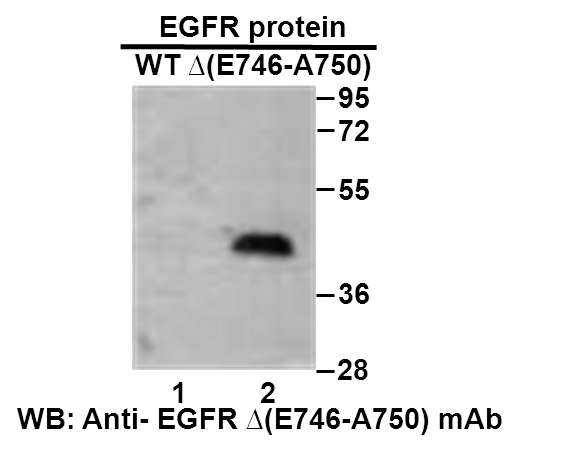 EGFR protein
WT Δ(E746-A750)
95
72
55
36
28
1 2
WB: Anti- EGFR Δ(E746-A750) mAb